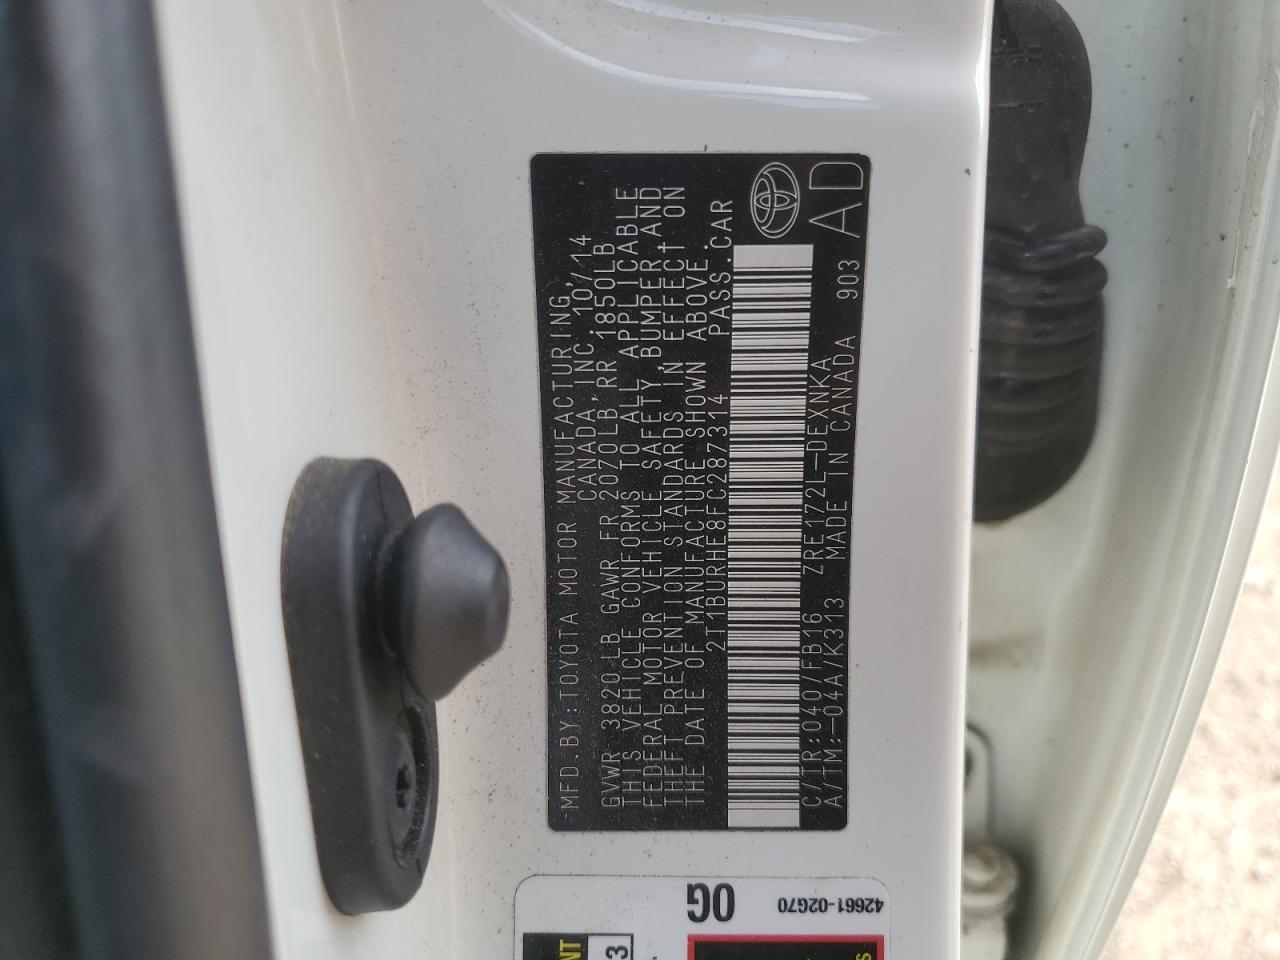 MFD.BY:TOYOTA MOTOR MANUFACTURING,
CANADA,INC. 10/14
GVWR 3820LB GAWR FR 2070LB,RR 1850LB
THIS VEHICLE CONFORMS TO ALL APPLICABLE
FEDERAL MOTOR VEHICLE SAFETY,BUMPER,AND
THEFT PREVENTION STANDARDS IN EFFECT ON
THE DATE OF MANUFACTURE SHOWN ABOVE.
2T1BURHE8FC287314 PASS.CAR
C/TR:040/FB16 ZRE172L-DEXNKA 903
A/TM:-04A/K313 MADE IN CANADA
AD
0G
42661-02G70
3